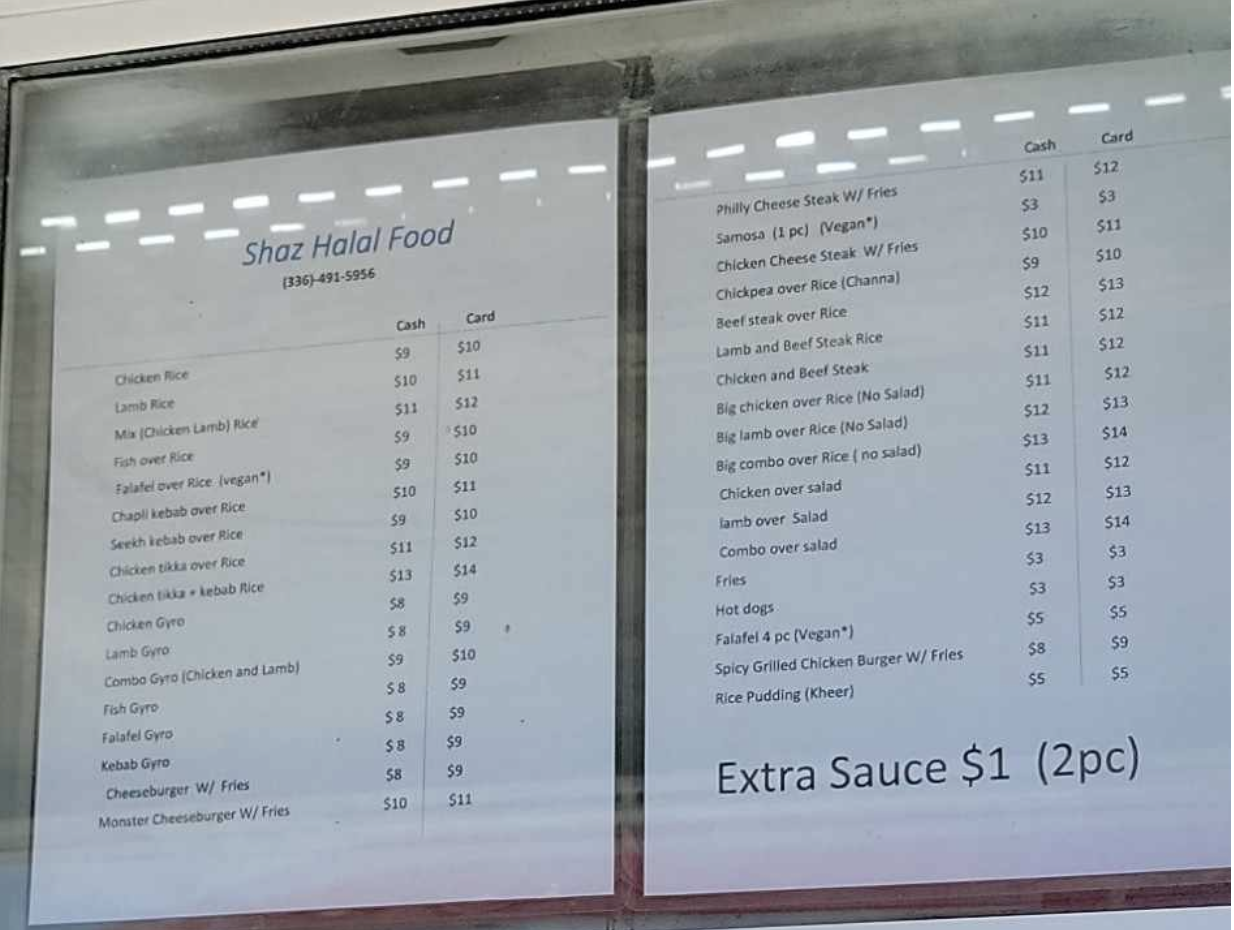 Shaz Halal Food
(336)-491-5956
Cash Card
Chicken Rice $9 $10
Lamb Rice $10 $11
Mix (Chicken Lamb) Rice $11 $12
Fish over Rice $9 $10
Falafel over Rice (vegan*) $9 $10
Chapli kebab over Rice $10 $11
Seekh kebab over Rice $9 $10
Chicken tikka over Rice $11 $12
Chicken tikka + kebab Rice $13 $14
Chicken Gyro $8 $9
Lamb Gyro $8 $9
Combo Gyro (Chicken and Lamb) $9 $10
Fish Gyro $8 $9
Falafel Gyro $8 $9
Kebab Gyro $8 $9
Cheeseburger W/ Fries $8 $9
Monster Cheeseburger W/ Fries $10 $11
Cash Card
Philly Cheese Steak W/ Fries $11 $12
Samosa (1 pc) (Vegan*) $3 $3
Chicken Cheese Steak W/ Fries $10 $11
Chickpea over Rice (Channa) $9 $10
Beef steak over Rice $12 $13
Lamb and Beef Steak Rice $11 $12
Chicken and Beef Steak $11 $12
Big chicken over Rice (No Salad) $11 $12
Big lamb over Rice (No Salad) $12 $13
Big combo over Rice ( no salad) $13 $14
Chicken over salad $11 $12
lamb over Salad $12 $13
Combo over salad $13 $14
Fries $3 $3
Hot dogs $3 $3
Falafel 4 pc (Vegan*) $5 $5
Spicy Grilled Chicken Burger W/ Fries $8 $9
Rice Pudding (Kheer) $5 $5
Extra Sauce $1 (2pc)